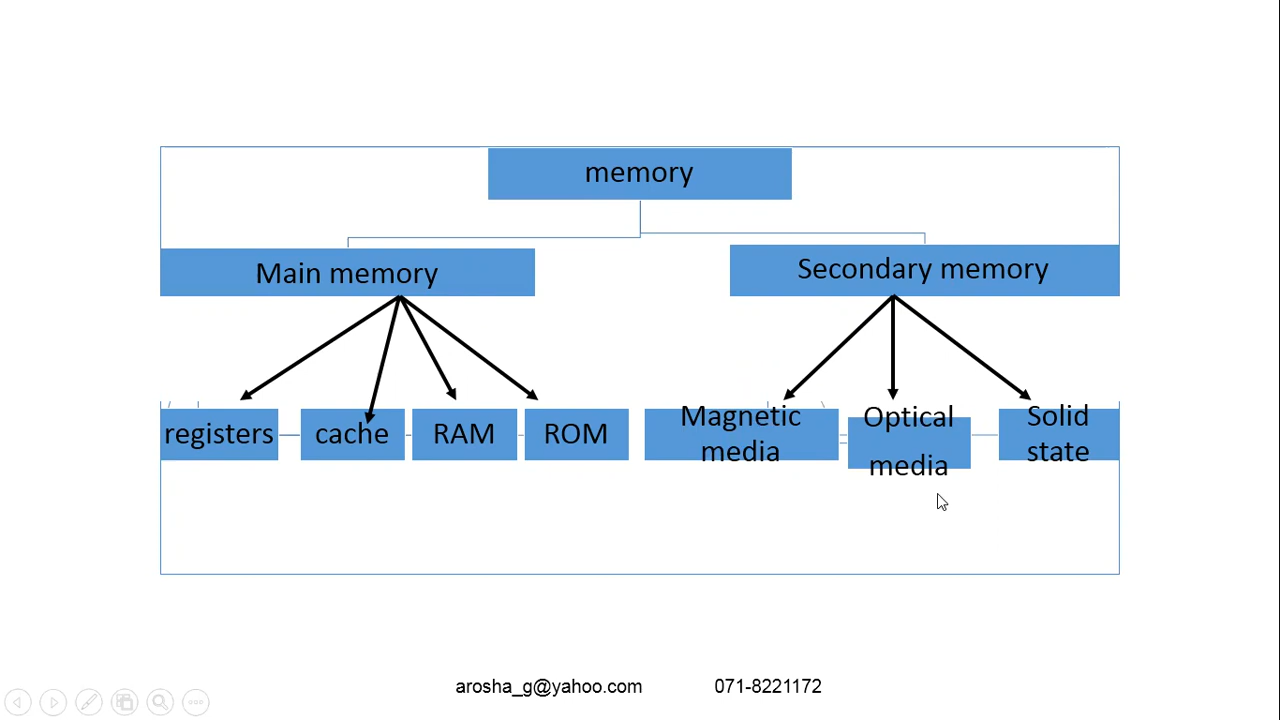 memory
Main memory
Secondary memory
registers
cache
RAM
ROM
Magnetic
media
Optical
media
Solid
state
arosha_g@yahoo.com 071-8221172